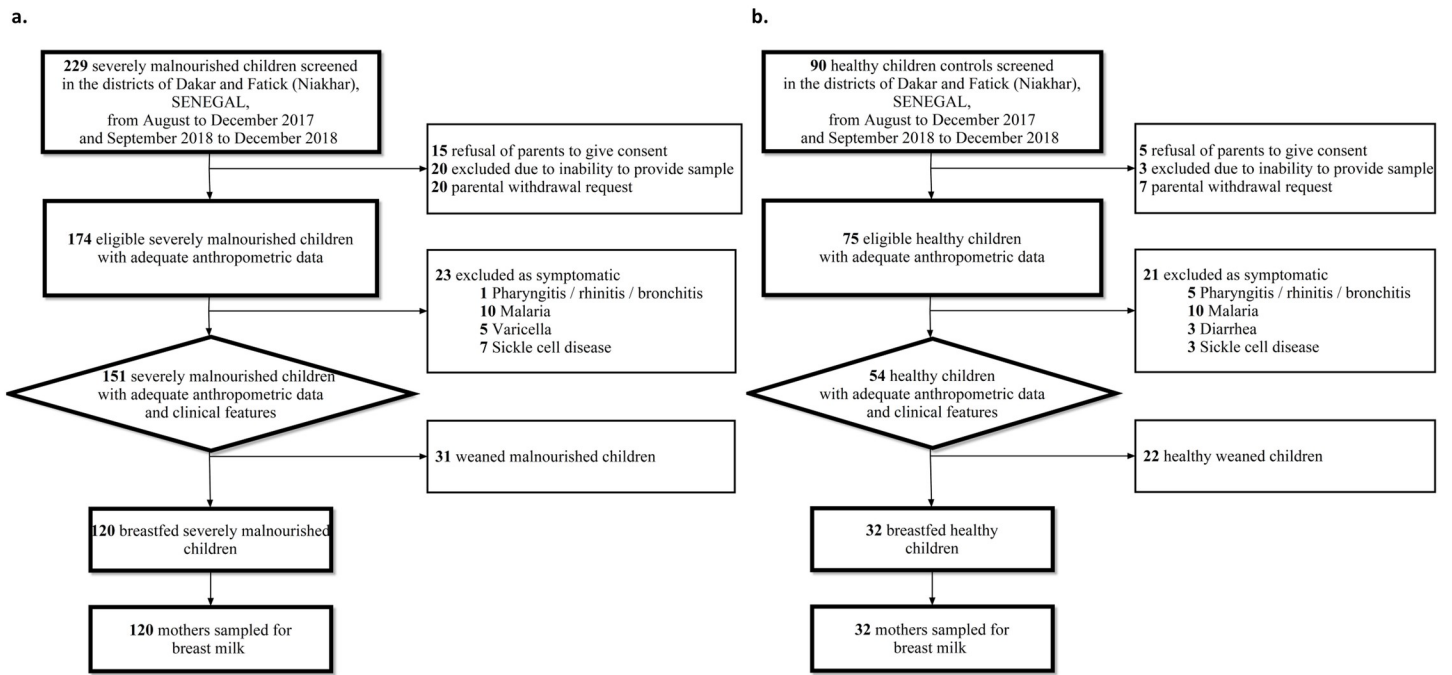 a.
229 severely malnourished children screened
in the districts of Dakar and Fatick (Niakhar),
SENEGAL,
from August to December 2017
and September 2018 to December 2018
15 refusal of parents to give consent
20 excluded due to inability to provide sample
20 parental withdrawal request
174 eligible severely malnourished children
with adequate anthropometric data
23 excluded as symptomatic
1 Pharyngitis / rhinitis / bronchitis
10 Malaria
5 Varicella
7 Sickle cell disease
151 severely malnourished children
with adequate anthropometric data
and clinical features
31 weaned malnourished children
120 breastfed severely malnourished
children
120 mothers sampled for
breast milk
b.
90 healthy children controls screened
in the districts of Dakar and Fatick (Niakhar),
SENEGAL,
from August to December 2017
and September 2018 to December 2018
5 refusal of parents to give consent
3 excluded due to inability to provide sample
7 parental withdrawal request
75 eligible healthy children
with adequate anthropometric data
21 excluded as symptomatic
5 Pharyngitis / rhinitis / bronchitis
10 Malaria
3 Diarrhea
3 Sickle cell disease
54 healthy children
with adequate anthropometric data
and clinical features
22 healthy weaned children
32 breastfed healthy
children
32 mothers sampled for
breast milk